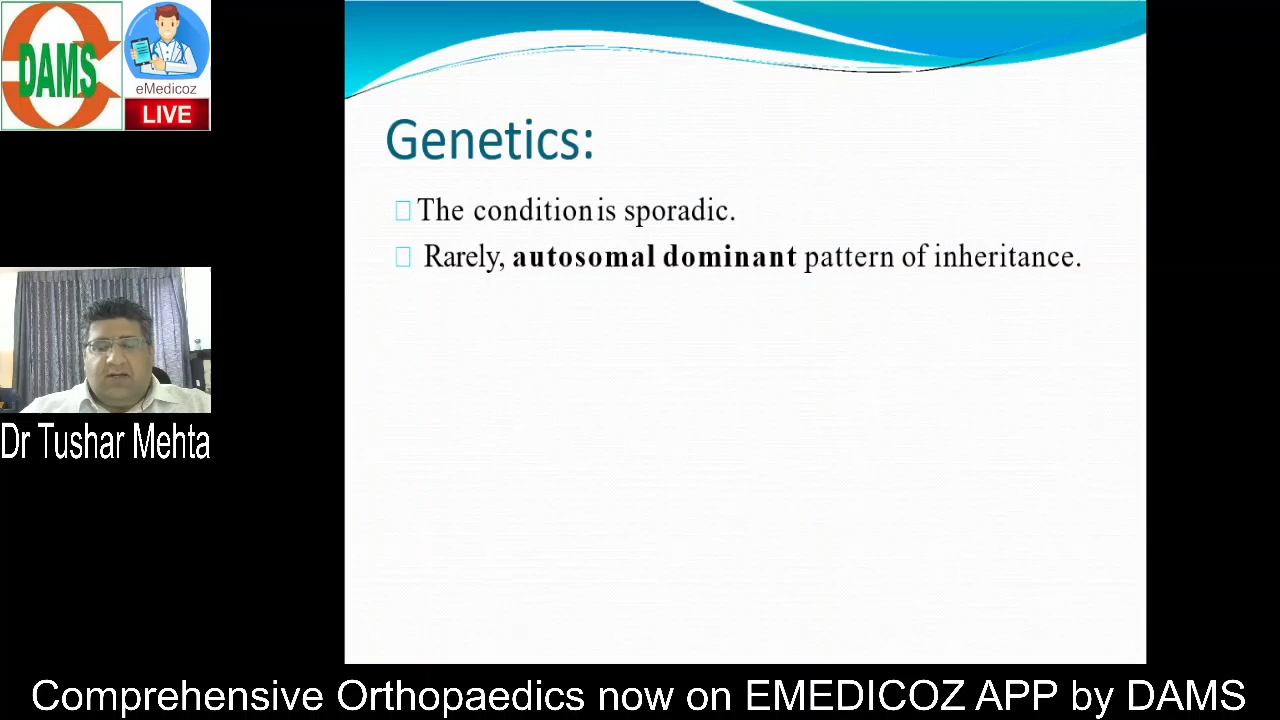 DAMS
eMedicoz
LIVE
Genetics:
The condition is sporadic.
Rarely, autosomal dominant pattern of inheritance.
Dr Tushar Mehta
Comprehensive Orthopaedics now on EMEDICOZ APP by DAMS